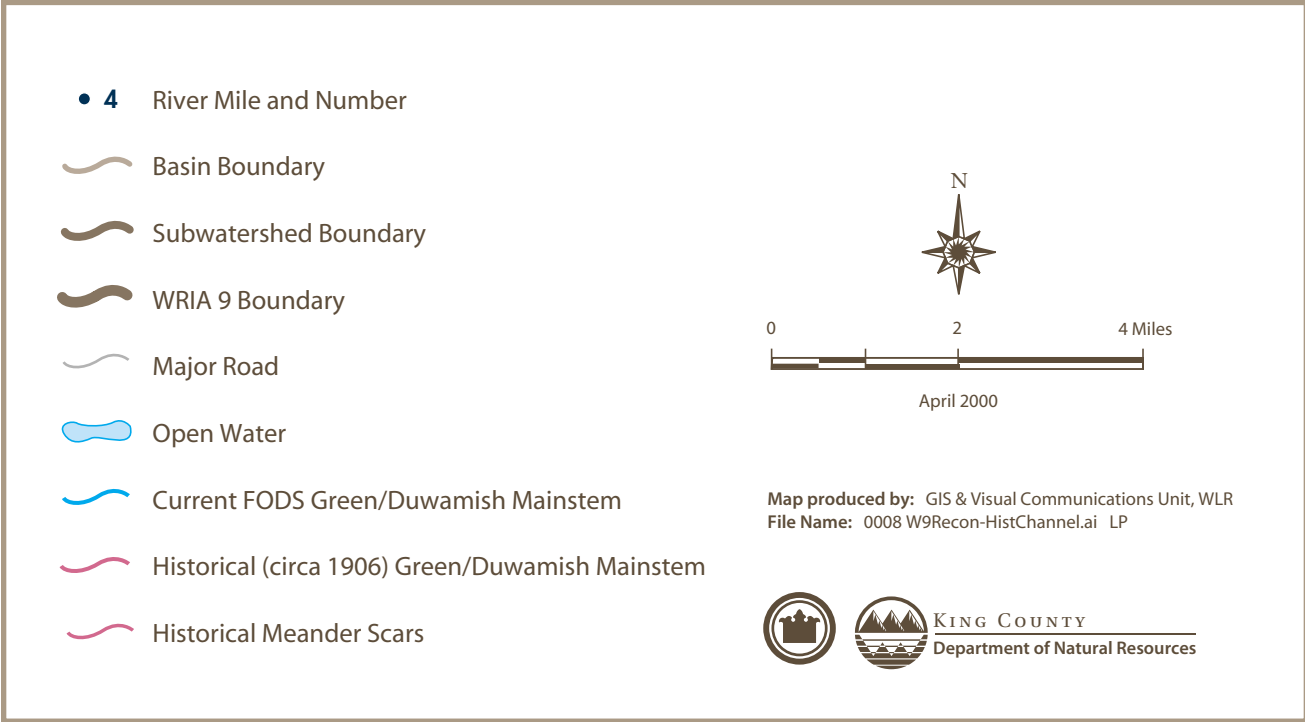 4 River Mile and Number
Basin Boundary
Subwatershed Boundary
WRIA 9 Boundary
Major Road
Open Water
Current FODS Green/Duwamish Mainstem
Historical (circa 1906) Green/Duwamish Mainstem
Historical Meander Scars
N
0 2 4 Miles
April 2000
Map produced by: GIS & Visual Communications Unit, WLR
File Name: 0008 W9Recon-HistChannel.ai LP
KING COUNTY
Department of Natural Resources